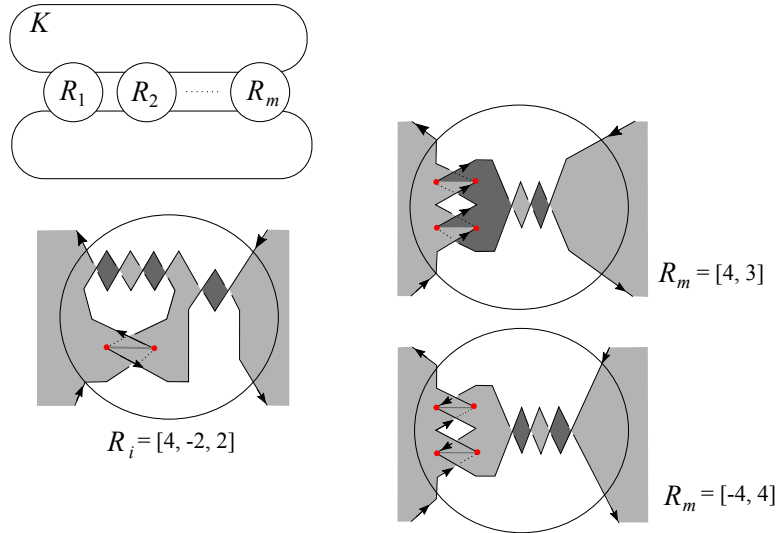 K
R₁ R₂ ........ Rₘ
Rᵢ = [4, -2, 2]
Rₘ = [4, 3]
Rₘ = [-4, 4]